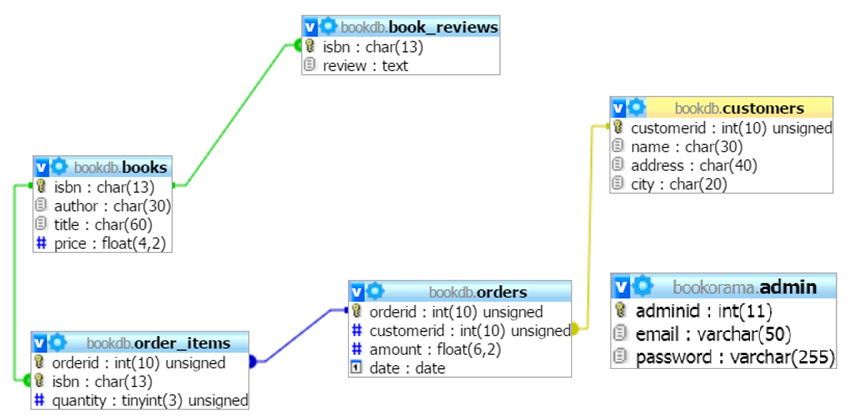 bookdb.book_reviews
isbn : char(13)
review : text
bookdb.customers
customerid : int(10) unsigned
name : char(30)
address : char(40)
city : char(20)
bookdb.books
isbn : char(13)
author : char(30)
title : char(60)
# price : float(4,2)
bookdb.orders
orderid : int(10) unsigned
# customerid : int(10) unsigned
# amount : float(6,2)
date : date
bookorama.admin
adminid : int(11)
email : varchar(50)
password : varchar(255)
bookdb.order_items
orderid : int(10) unsigned
isbn : char(13)
# quantity : tinyint(3) unsigned